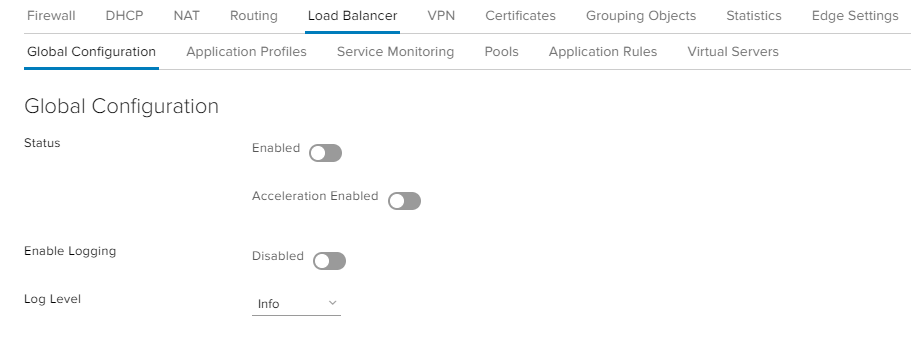 Firewall DHCP NAT Routing Load Balancer VPN Certificates Grouping Objects Statistics Edge Settings
Global Configuration Application Profiles Service Monitoring Pools Application Rules Virtual Servers
Global Configuration
Status Enabled
Acceleration Enabled
Enable Logging Disabled
Log Level Info